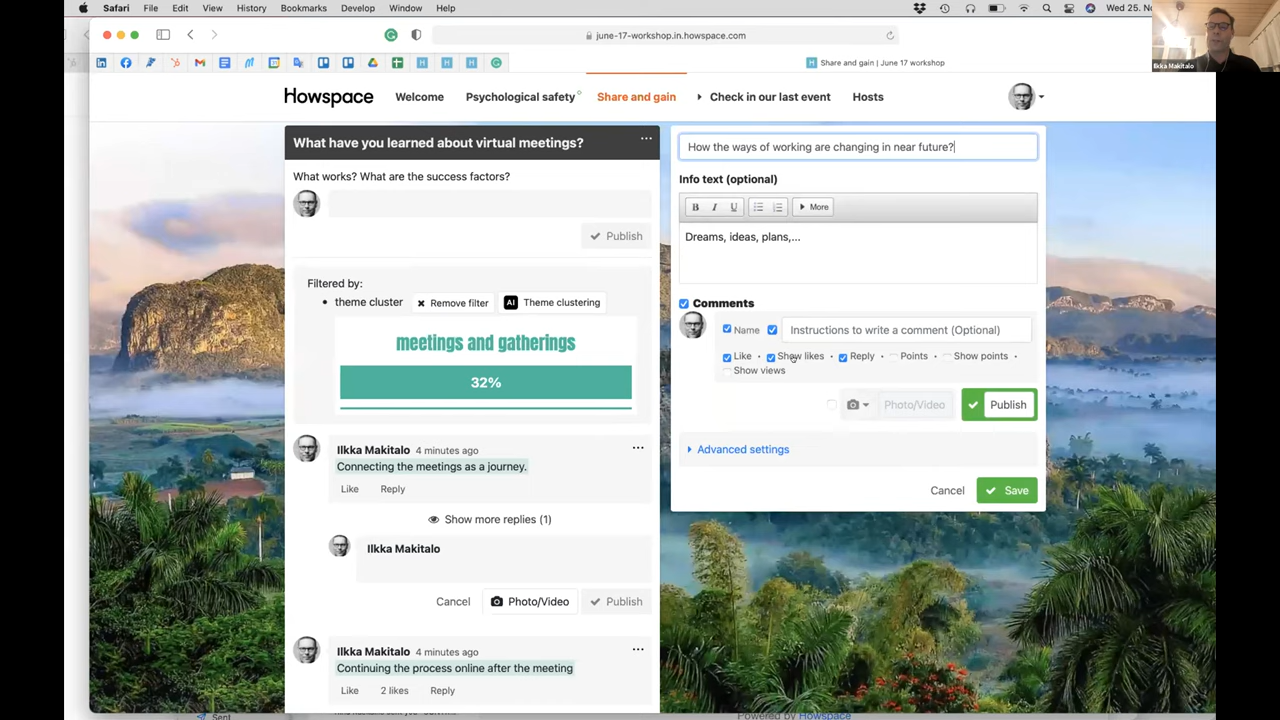 Safari File Edit View History Bookmarks Develop Window Help Wed 25. No
june-17-workshop.in.howspace.com
Share and gain | June 17 workshop
Ilkka Makitalo
Howspace Welcome Psychological safety Share and gain Check in our last event Hosts
What have you learned about virtual meetings?
What works? What are the success factors?
Publish
Filtered by:
theme cluster Remove filter AI Theme clustering
meetings and gatherings
32%
Ilkka Makitalo 4 minutes ago
Connecting the meetings as a journey.
Like Reply
Show more replies (1)
Ilkka Makitalo
Cancel Photo/Video Publish
Ilkka Makitalo 4 minutes ago
Continuing the process online after the meeting
Like 2 likes Reply
How the ways of working are changing in near future?
Info text (optional)
B I U More
Dreams, ideas, plans,...
Comments
Name Instructions to write a comment (Optional)
Like • Show likes • Reply • Points • Show points •
Show views
Photo/Video Publish
Advanced settings
Cancel Save
Sent
Powered by Howspace